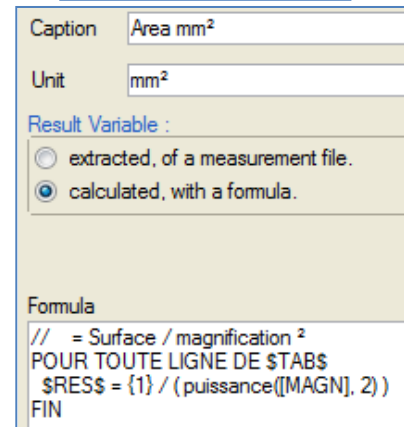 Caption Area mm²
Unit mm²
Result Variable :
extracted, of a measurement file.
calculated, with a formula.
Formula
// = Surface / magnification ²
POUR TOUTE LIGNE DE $TAB$
$RES$ = {1} / ( puissance([MAGN], 2) )
FIN